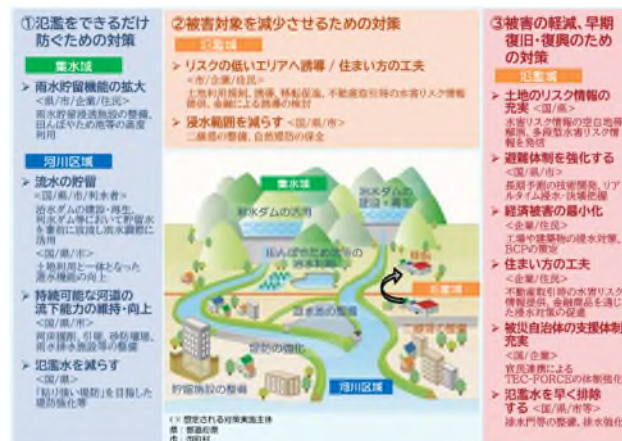 ①氾濫をできるだけ
防ぐための対策
集水域
雨水貯留機能の拡大
<県/市/企業/住民>
雨水貯留浸透施設の整備、
田んぼやため池等の高度
利用
河川区域
流水の貯留
<国/県/市/利水者>
治水ダムの建設・再生、
利水ダム等において貯留水
を事前に放流し洪水調節に
活用
<国/県/市>
土地利用と一体となった
遊水機能の向上
持続可能な河道の
流下能力の維持・向上
<国/県/市>
河床掘削、引堤、砂防堰堤、
雨水排水施設等の整備
氾濫水を減らす
<国/県>
「粘り強い堤防」を目指した
堤防強化等
②被害対象を減少させるための対策
氾濫域
リスクの低いエリアへ誘導 / 住まい方の工夫
<市/企業/住民>
土地利用規制、誘導、移転促進、不動産取引時の水害リスク情報
提供、金融による誘導の検討
浸水範囲を減らす <国/県/市>
二線堤の整備、自然堤防の保全
集水域
治水ダムの
建設・再生
利水ダムの活用
田んぼやため池等の
治水利用
移転
氾濫域
遊水池の整備
二線堤の整備
堤防の強化
貯留施設の整備
河川区域
<> 想定される対策実施主体
県:都道府県
市:市町村
③被害の軽減、早期
復旧・復興のため
の対策
氾濫域
土地のリスク情報の
充実 <国/県>
水害リスク情報の空白地帯
解消、多段型水害リスク情
報を発信
避難体制を強化する
<国/県/市>
長期予測の技術開発、リア
ルタイム浸水・決壊把握
経済被害の最小化
<企業/住民>
工場や建築物の浸水対策、
BCPの策定
住まい方の工夫
<企業/住民>
不動産取引時の水害リスク
情報提供、金融商品を通じ
た浸水対策の促進
被災自治体の支援体制
充実
<国/企業>
官民連携による
TEC-FORCEの体制強化
氾濫水を早く排除
する <国/県/市等>
排水門等の整備、排水強化